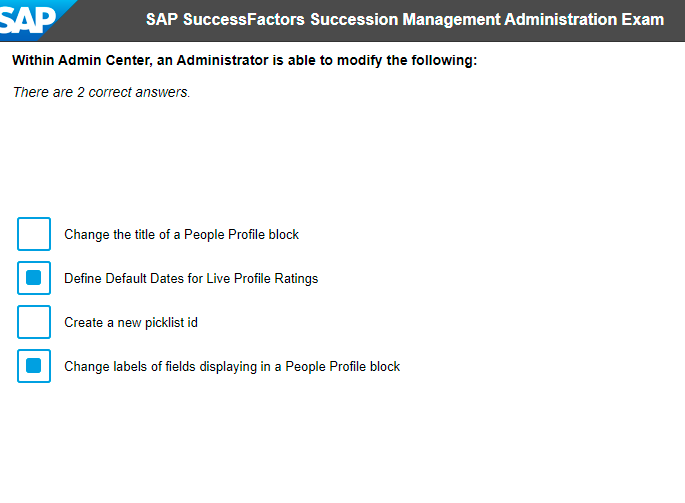 SAP SAP SuccessFactors Succession Management Administration Exam
Within Admin Center, an Administrator is able to modify the following:
There are 2 correct answers.
Change the title of a People Profile block
Define Default Dates for Live Profile Ratings
Create a new picklist id
Change labels of fields displaying in a People Profile block